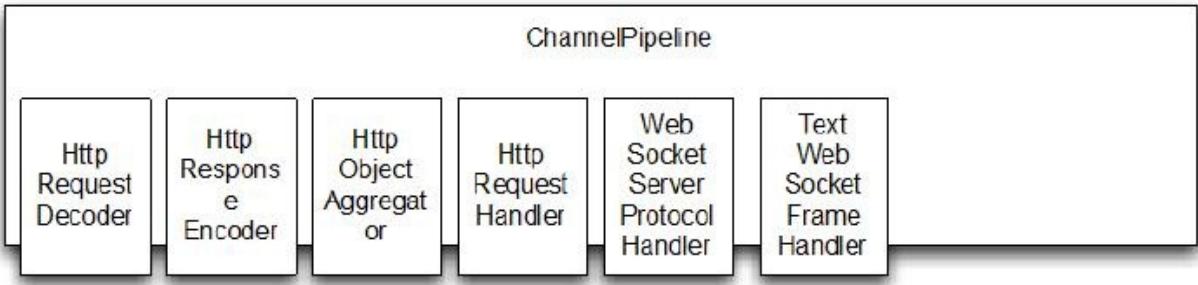 ChannelPipeline
Http
Request
Decoder
Http
Respons
e
Encoder
Http
Object
Aggregat
or
Http
Request
Handler
Web
Socket
Server
Protocol
Handler
Text
Web
Socket
Frame
Handler